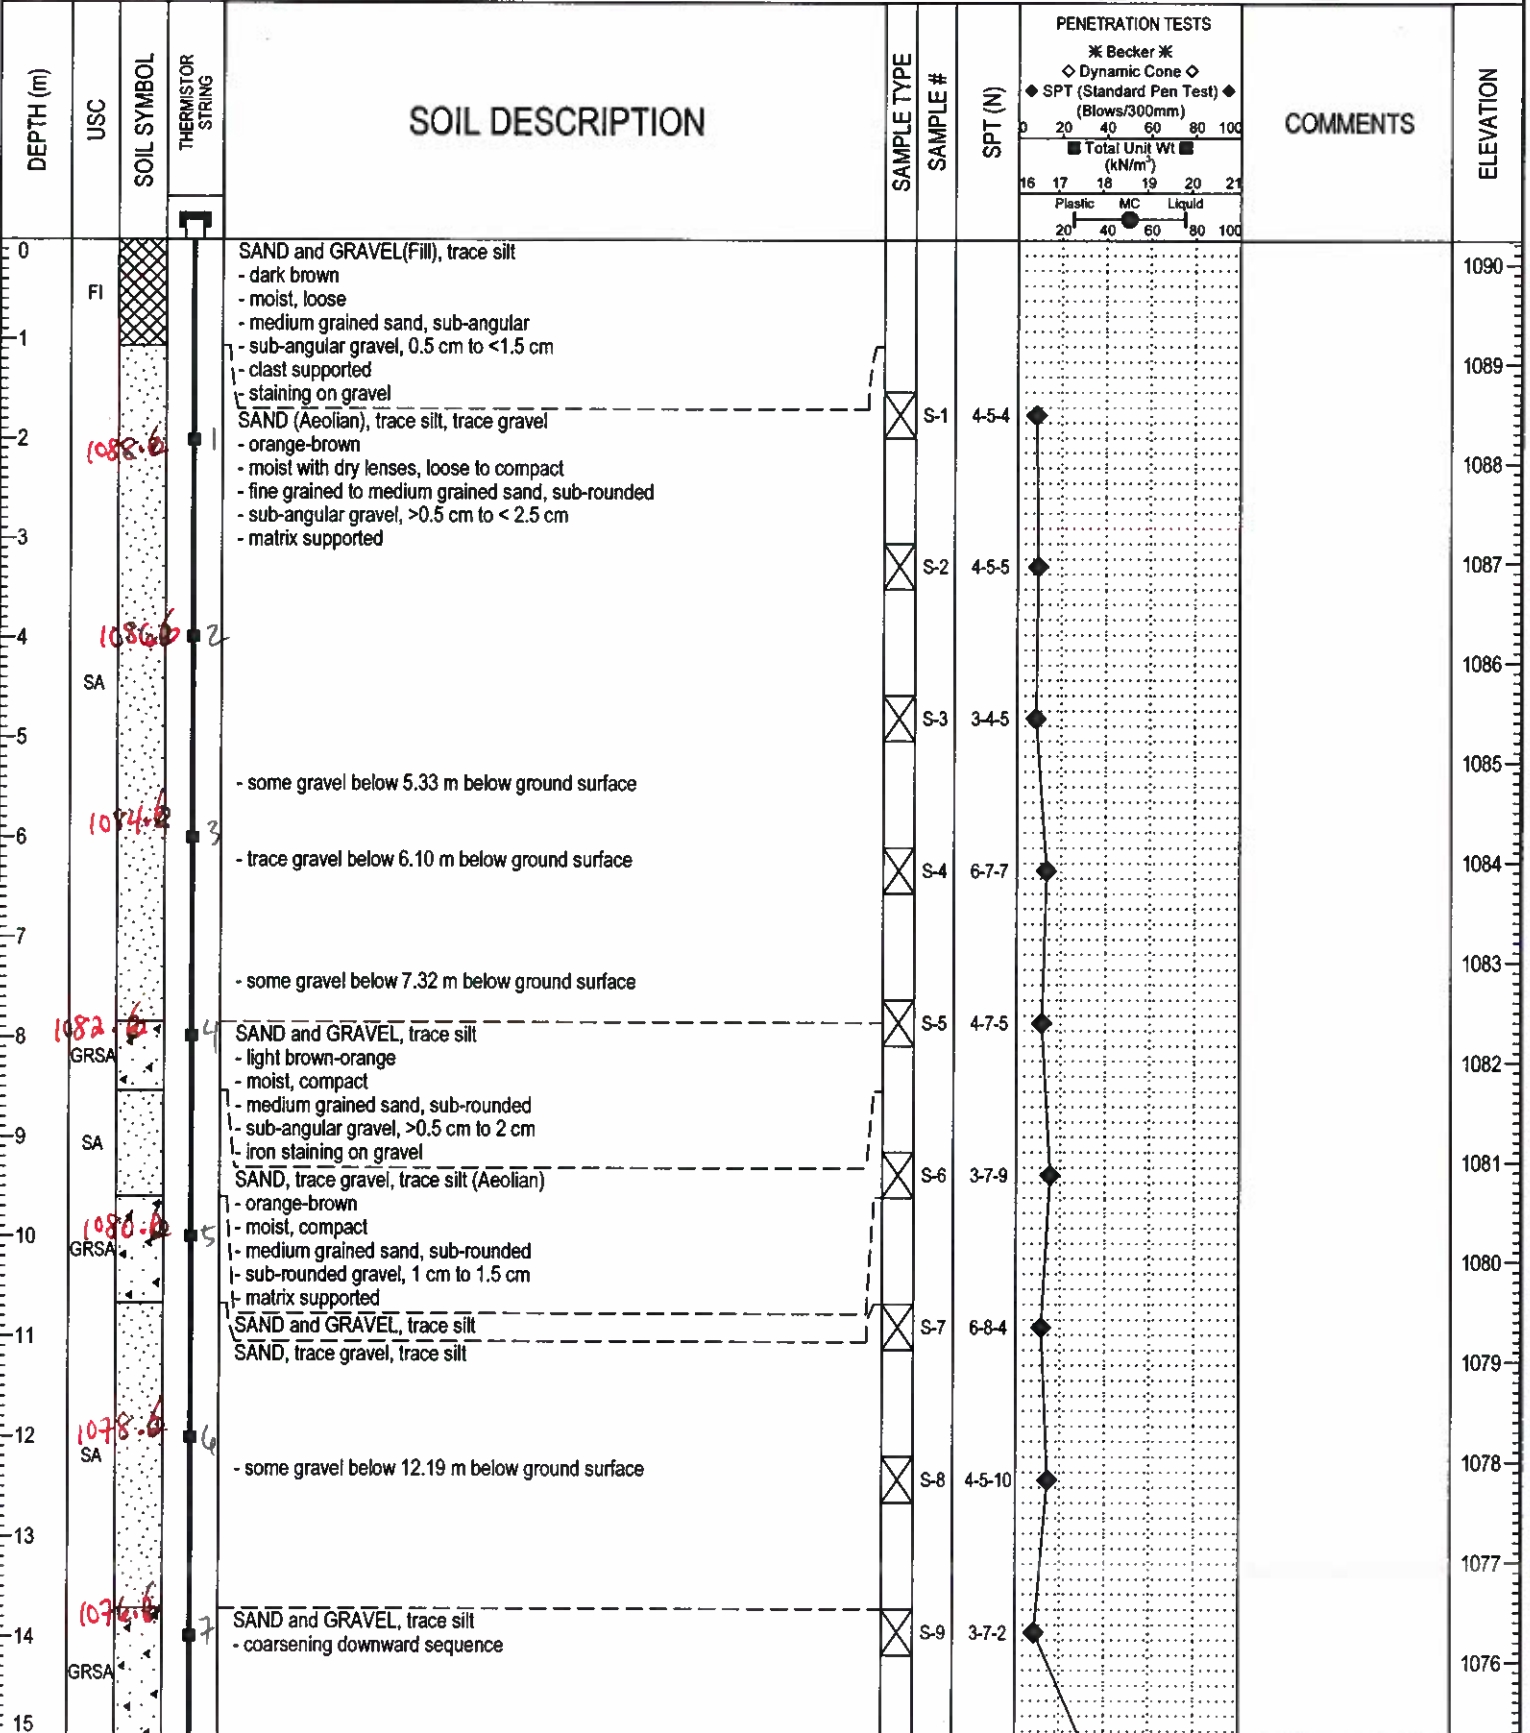 DEPTH (m)
USC
SOIL SYMBOL
THERMISTOR
STRING
SOIL DESCRIPTION
SAMPLE TYPE
SAMPLE #
SPT (N)
PENETRATION TESTS
Becker
Dynamic Cone
SPT (Standard Pen Test)
(Blows/300mm)
0 20 40 60 80 100
Total Unit Wt
(kN/m³)
16 17 18 19 20 21
Plastic MC Liquid
20 40 60 80 100
COMMENTS
ELEVATION
0
SAND and GRAVEL(Fill), trace silt
1090
- dark brown
FI
- moist, loose
- medium grained sand, sub-angular
1
- sub-angular gravel, 0.5 cm to <1.5 cm
1089
- clast supported
- staining on gravel
SAND (Aeolian), trace silt, trace gravel
S-1 4-5-4
2
1088.6
1
- orange-brown
1088
- moist with dry lenses, loose to compact
- fine grained to medium grained sand, sub-rounded
- sub-angular gravel, >0.5 cm to < 2.5 cm
3
- matrix supported
S-2 4-5-5
1087
4
1086.6
2
1086
SA
S-3 3-4-5
5
1085
- some gravel below 5.33 m below ground surface
1084.6
6
3
- trace gravel below 6.10 m below ground surface
S-4 6-7-7
1084
7
1083
- some gravel below 7.32 m below ground surface
S-5 4-7-5
1082.6
8
4
SAND and GRAVEL, trace silt
GRSA
- light brown-orange
1082
- moist, compact
- medium grained sand, sub-rounded
- sub-angular gravel, >0.5 cm to 2 cm
9
SA
- iron staining on gravel
1081
SAND, trace gravel, trace silt (Aeolian)
S-6 3-7-9
- orange-brown
1080.6
10
5
- moist, compact
GRSA
- medium grained sand, sub-rounded
1080
- sub-rounded gravel, 1 cm to 1.5 cm
- matrix supported
SAND and GRAVEL, trace silt
S-7 6-8-4
11
SAND, trace gravel, trace silt
1079
1078.6
12
6
SA
- some gravel below 12.19 m below ground surface
1078
S-8 4-5-10
13
1077
1076.6
SAND and GRAVEL, trace silt
14
7
S-9 3-7-2
- coarsening downward sequence
GRSA
1076
15